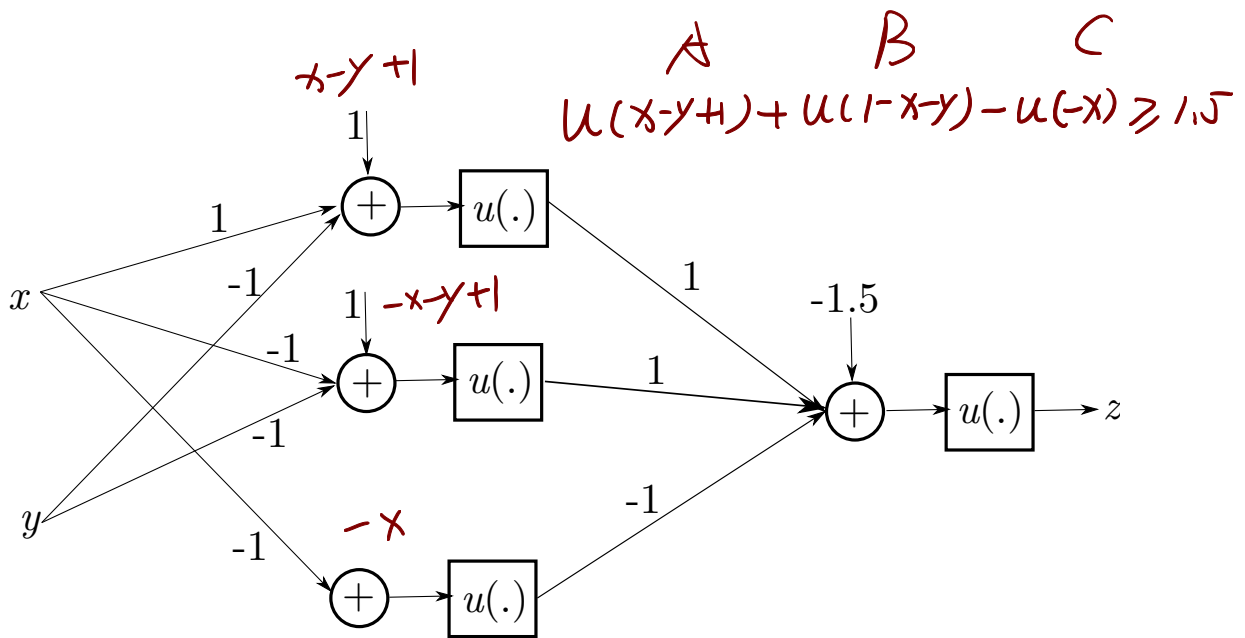 A B C
x-y+1
u(x-y+1)+u(1-x-y)-u(-x)≥1.5
1
+
u(.)
1
-1
1
x
1
-x-y+1
-1.5
-1
+
u(.)
1
+
u(.)
z
-1
y
-x
-1
-1
+
u(.)